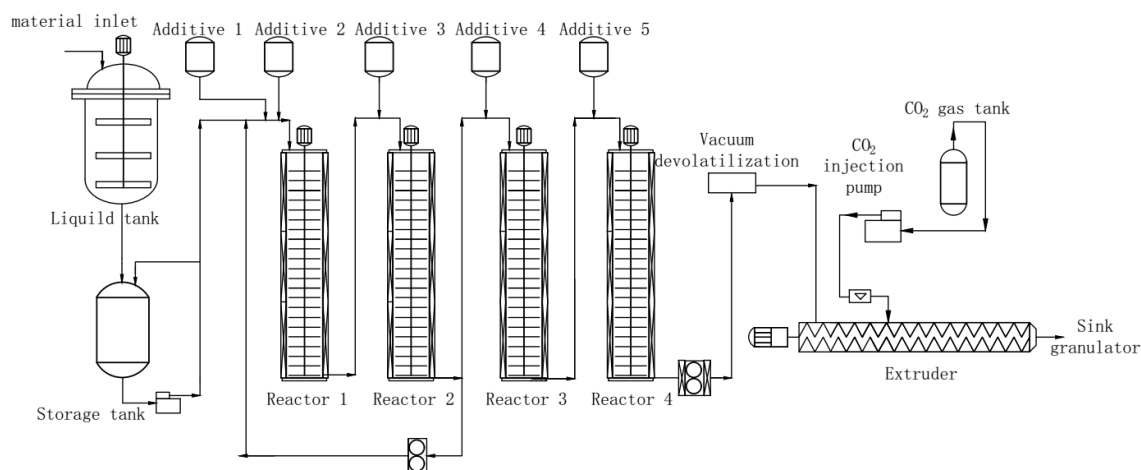 material inlet
Additive 1
Additive 2
Additive 3
Additive 4
Additive 5
CO₂ gas tank
Vacuum
devolatilization
CO₂
injection
pump
Liquild tank
Storage tank
Reactor 1
Reactor 2
Reactor 3
Reactor 4
Extruder
Sink
granulator